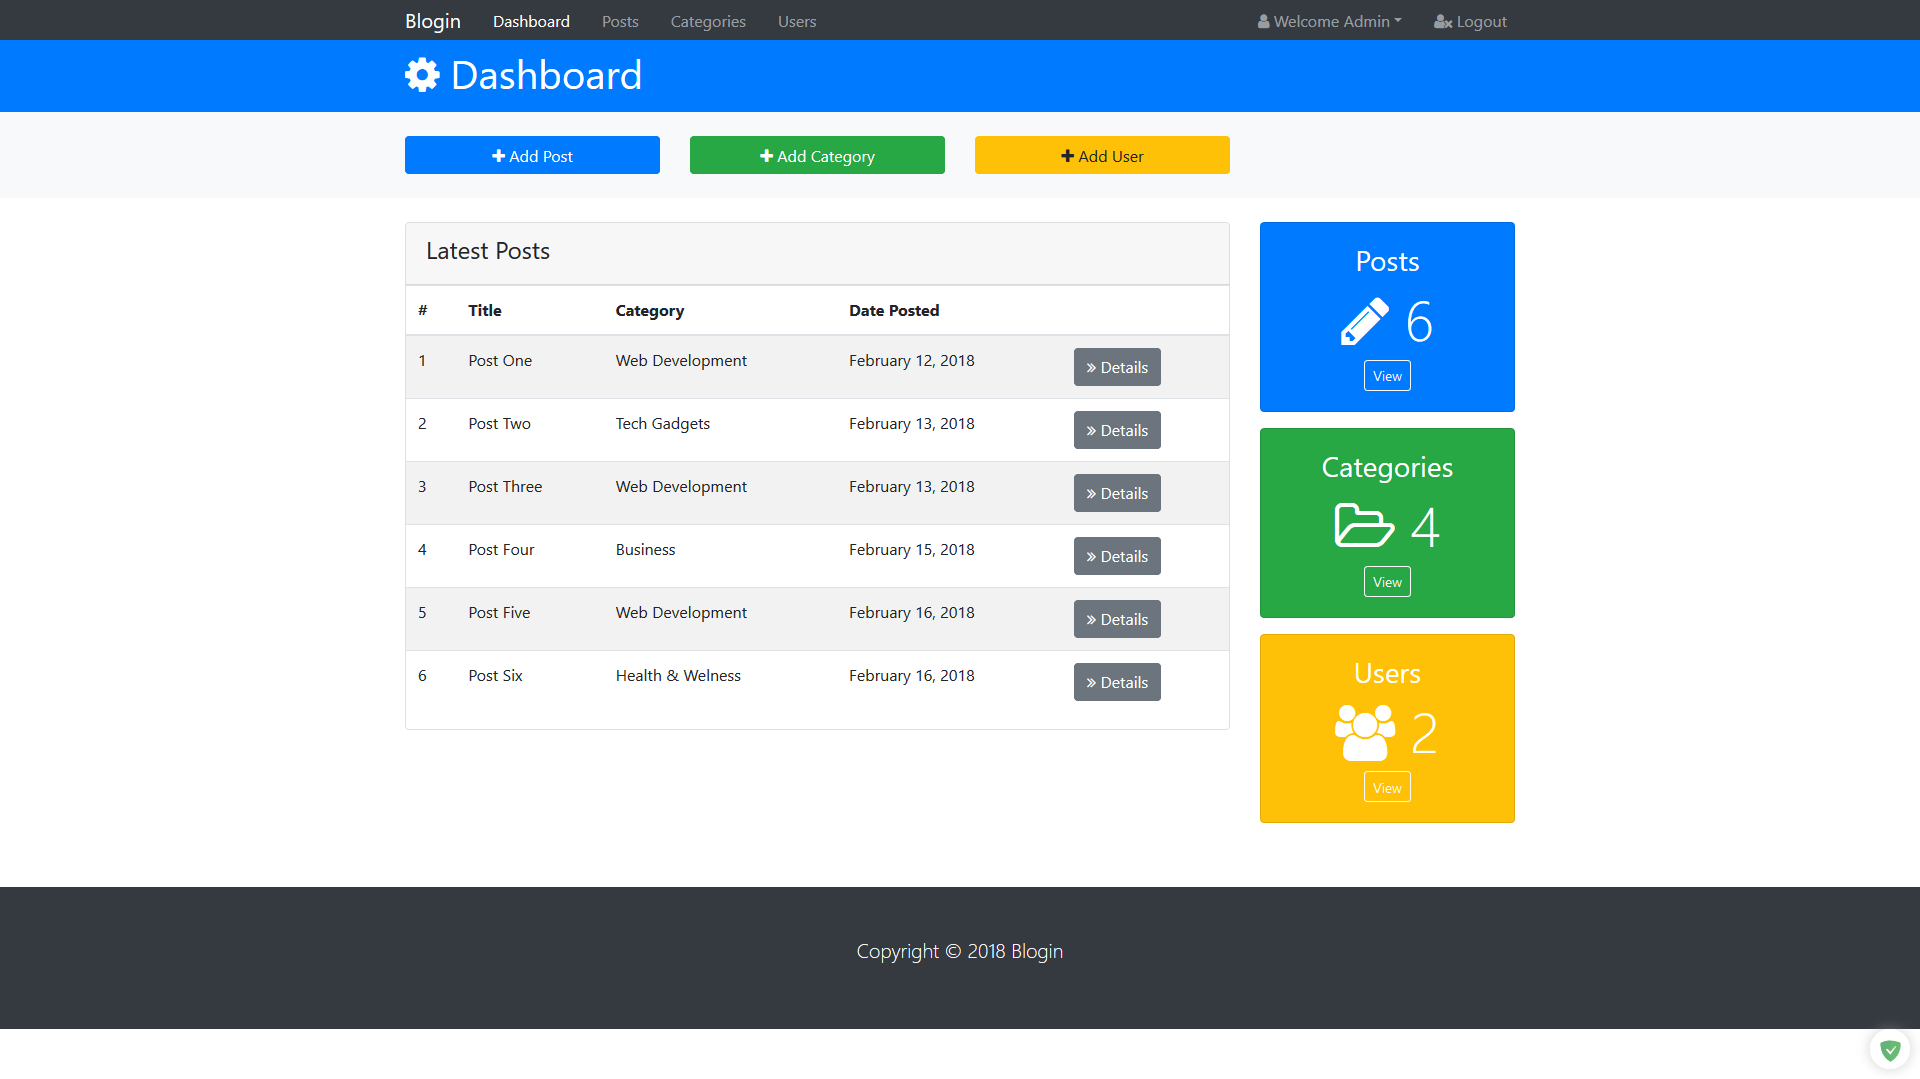 Blogin Dashboard Posts Categories Users Welcome Admin Logout
Dashboard
Add Post Add Category Add User
Latest Posts
# Title Category Date Posted
1 Post One Web Development February 12, 2018 » Details
2 Post Two Tech Gadgets February 13, 2018 » Details
3 Post Three Web Development February 13, 2018 » Details
4 Post Four Business February 15, 2018 » Details
5 Post Five Web Development February 16, 2018 » Details
6 Post Six Health & Welness February 16, 2018 » Details
Posts
6
View
Categories
4
View
Users
2
View
Copyright © 2018 Blogin